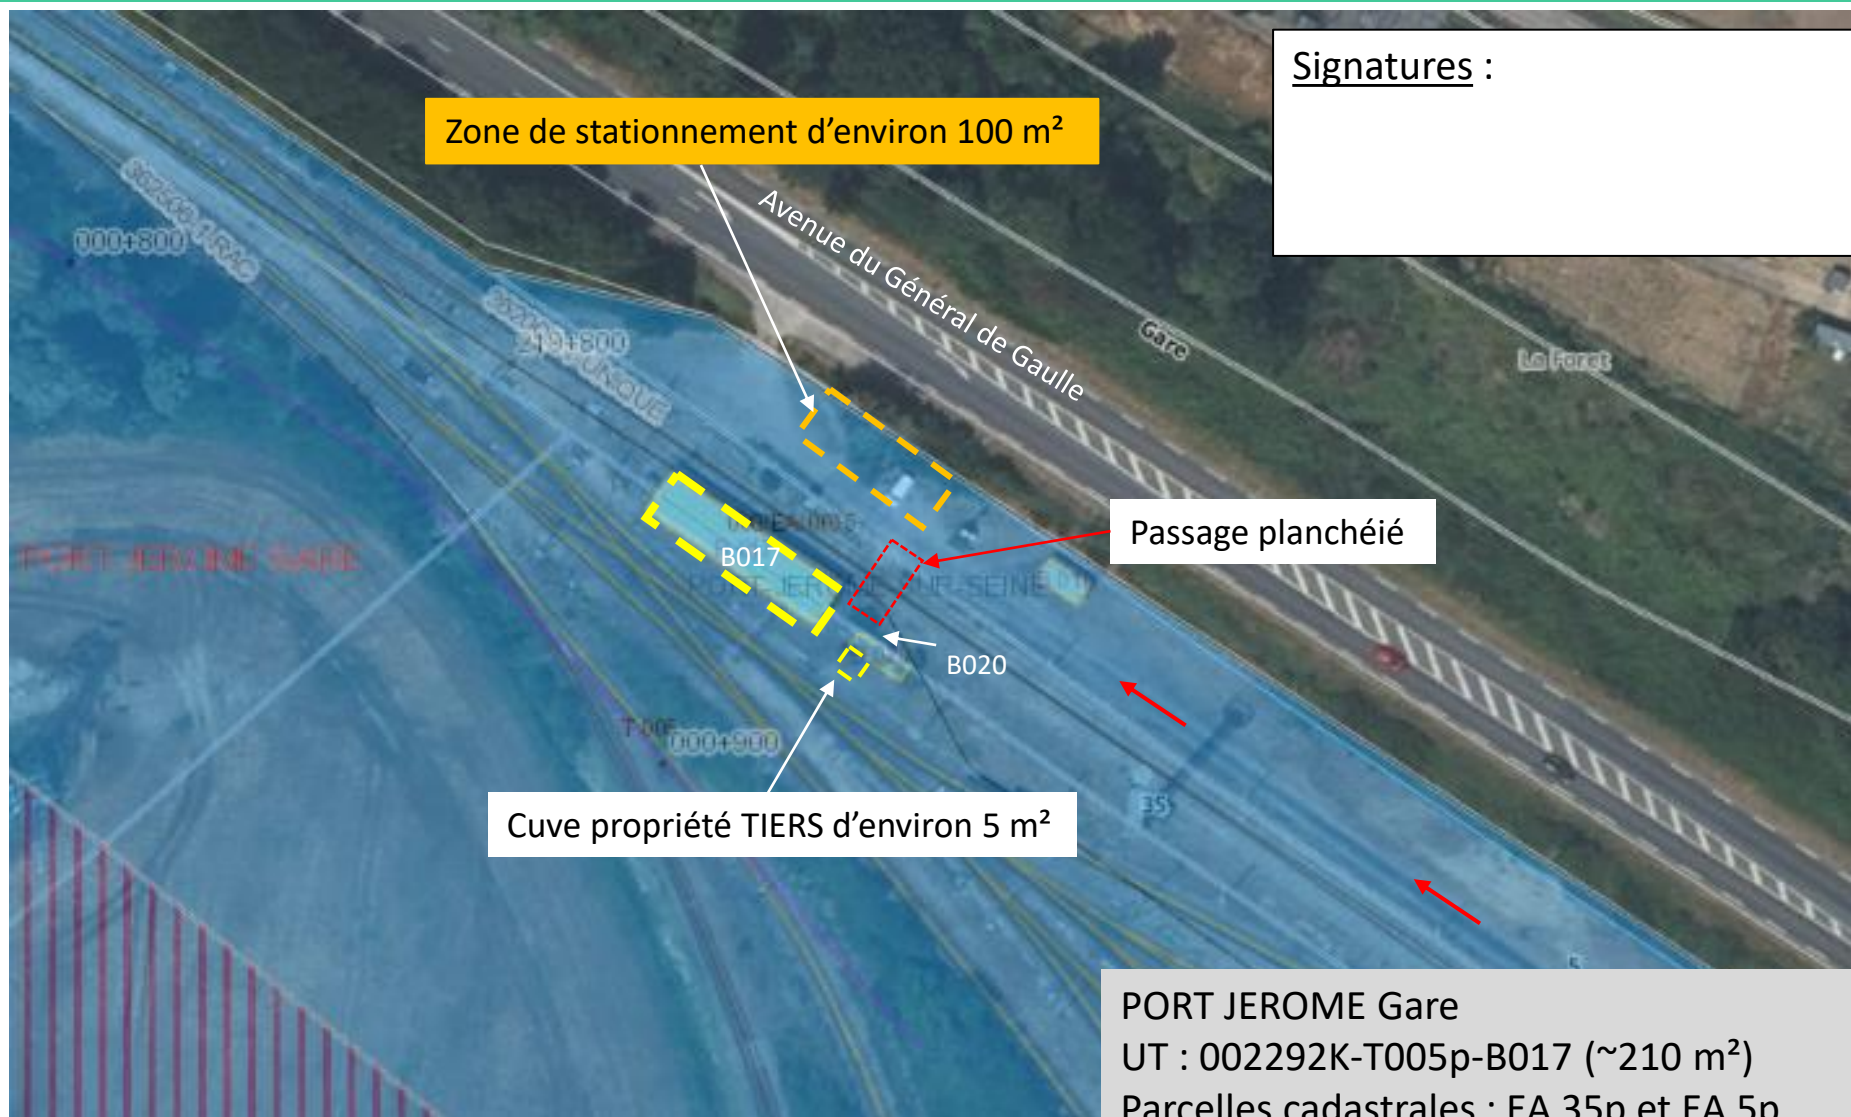 Signatures :
Zone de stationnement d’environ 100 m²
Avenue du Général de Gaulle
000+800
219+800
Gare
La Foret
Passage planchéié
B017
B020
000+900
Cuve propriété TIERS d’environ 5 m²
35
5
PORT JEROME Gare
UT : 002292K-T005p-B017 (~210 m²)
Parcelles cadastrales : EA 35p et EA 5p